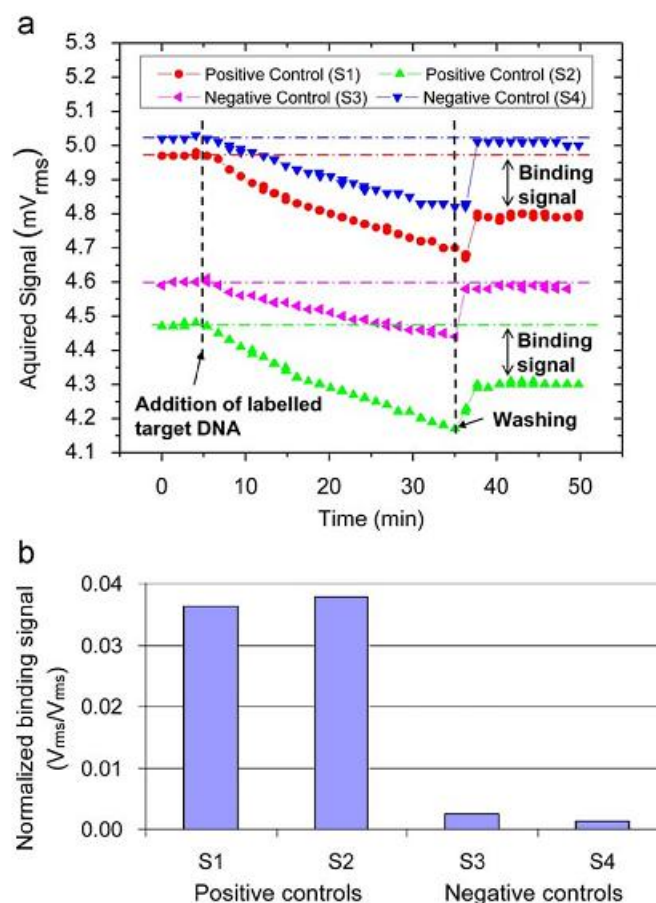 a
5.3
5.2
5.1
5.0
4.9
4.8
4.7
4.6
4.5
4.4
4.3
4.2
4.1
Aquired Signal (mVrms)
Positive Control (S1)
Positive Control (S2)
Negative Control (S3)
Negative Control (S4)
Binding
signal
Binding
signal
Addition of labelled
target DNA
Washing
0 10 20 30 40 50
Time (min)
b
Normalized binding signal
(Vrms/Vrms)
0.04
0.03
0.02
0.01
0.00
S1 S2 S3 S4
Positive controls Negative controls